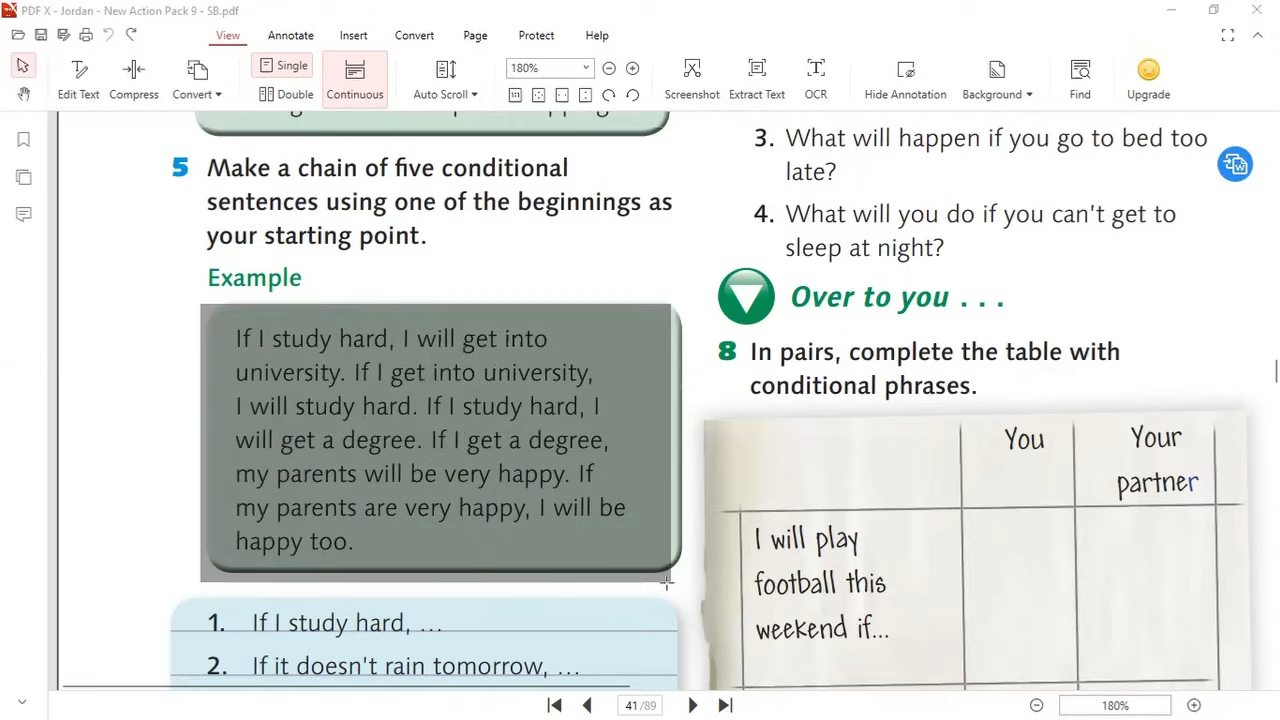 PDF X - Jordan - New Action Pack 9 - SB.pdf
View Annotate Insert Convert Page Protect Help
Edit Text Compress Convert Single Double Continuous Auto Scroll 180% Screenshot Extract Text OCR Hide Annotation Background Find Upgrade
5 Make a chain of five conditional
sentences using one of the beginnings as
your starting point.
Example
If I study hard, I will get into
university. If I get into university,
I will study hard. If I study hard, I
will get a degree. If I get a degree,
my parents will be very happy. If
my parents are very happy, I will be
happy too.
1. If I study hard, ...
2. If it doesn't rain tomorrow, ...
3. What will happen if you go to bed too
late?
4. What will you do if you can't get to
sleep at night?
Over to you . . .
8 In pairs, complete the table with
conditional phrases.
You Your
partner
I will play
football this
weekend if...
41/89 180%